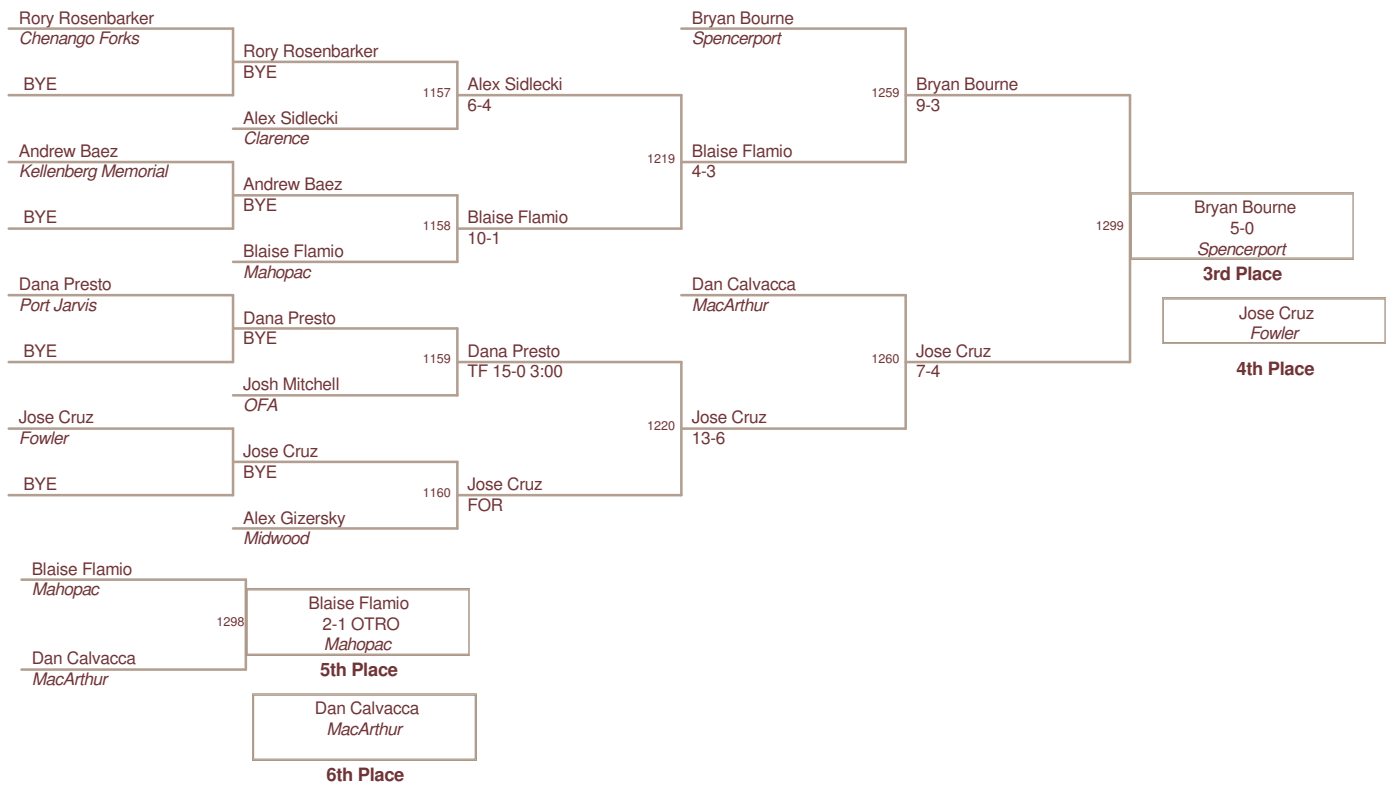 Rory Rosenbarker
Chenango Forks
BYE
Andrew Baez
Kellenberg Memorial
BYE
Dana Presto
Port Jarvis
BYE
Jose Cruz
Fowler
BYE
Rory Rosenbarker
BYE
Alex Sidlecki
Clarence
Andrew Baez
BYE
Blaise Flamio
Mahopac
Dana Presto
BYE
Josh Mitchell
OFA
Jose Cruz
BYE
Alex Gizersky
Midwood
1157
Alex Sidlecki
6-4
1158
Blaise Flamio
10-1
1159
Dana Presto
TF 15-0 3:00
1160
Jose Cruz
FOR
Bryan Bourne
Spencerport
1219
Blaise Flamio
4-3
Dan Calvacca
MacArthur
1220
Jose Cruz
13-6
1259
Bryan Bourne
9-3
1260
Jose Cruz
7-4
1299
Bryan Bourne
5-0
Spencerport
3rd Place
Jose Cruz
Fowler
4th Place
Blaise Flamio
Mahopac
Dan Calvacca
MacArthur
1298
Blaise Flamio
2-1 OTRO
Mahopac
5th Place
Dan Calvacca
MacArthur
6th Place